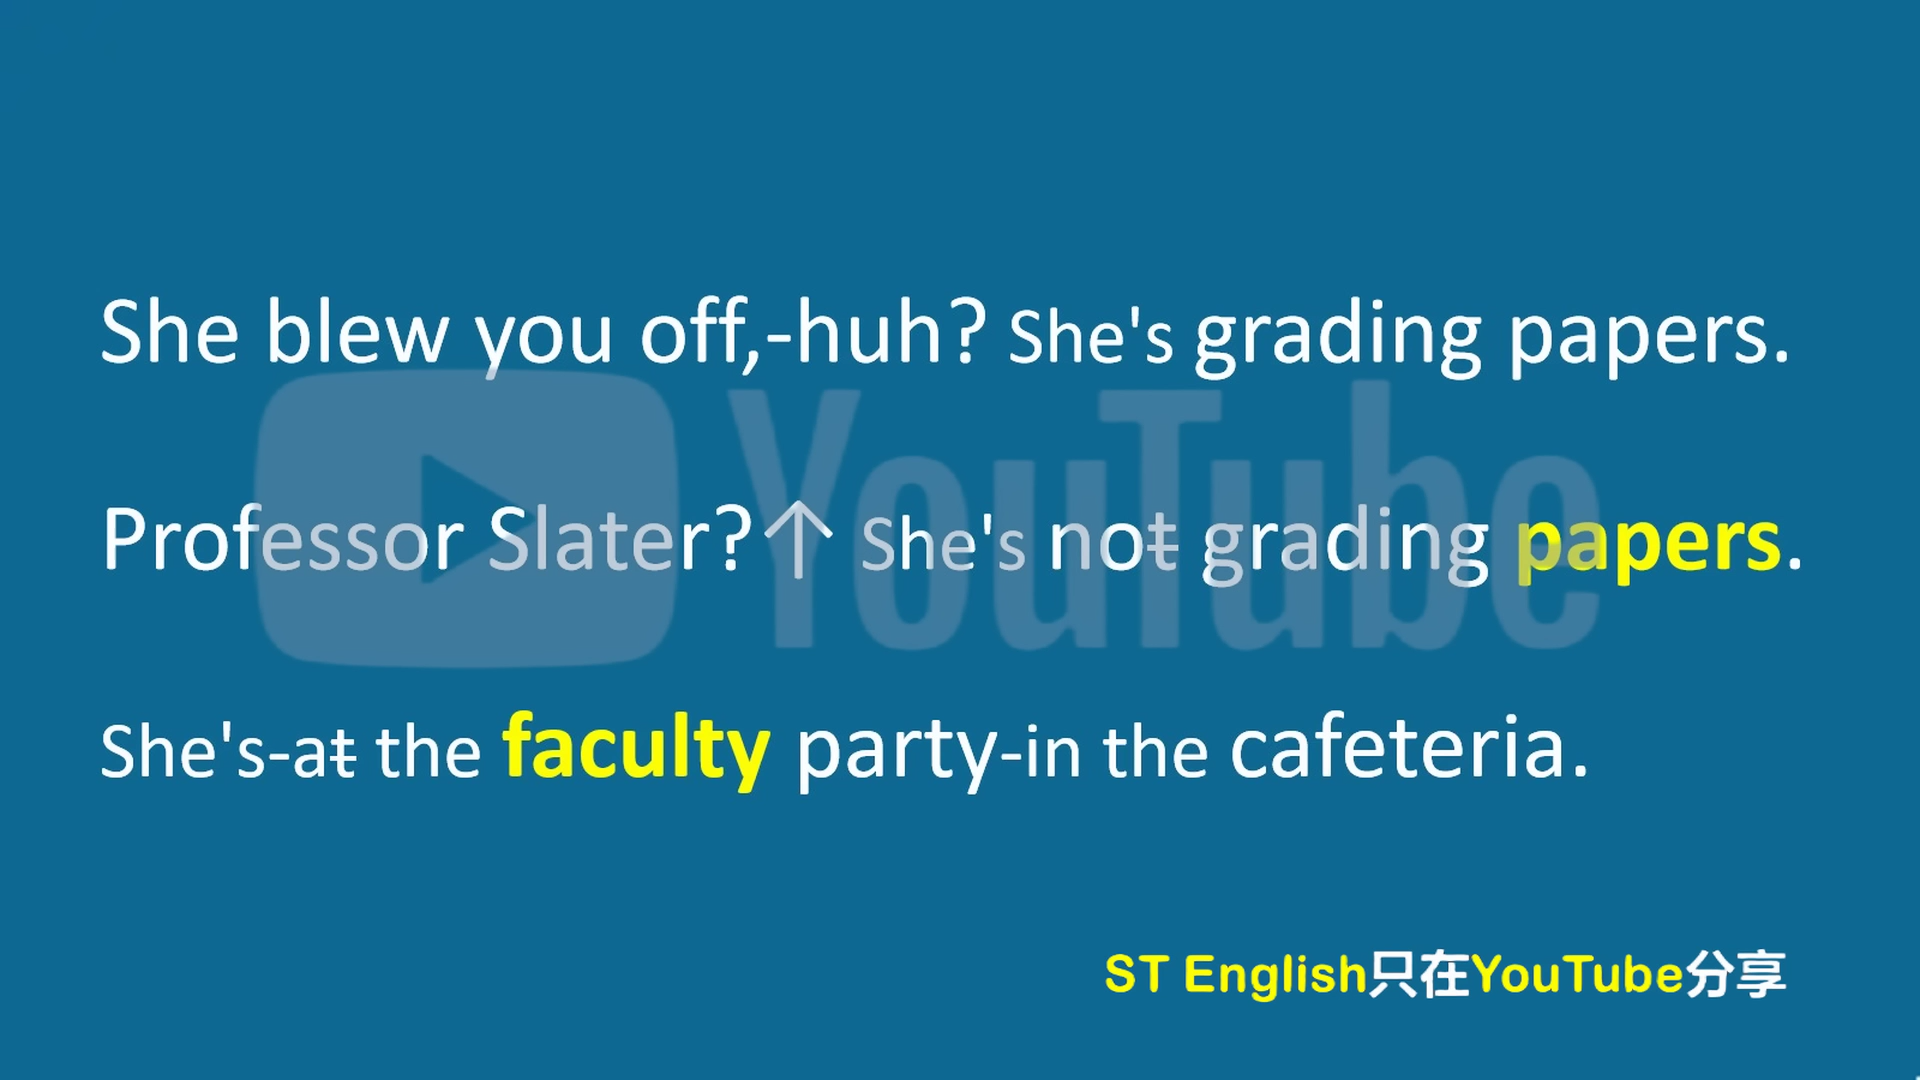 She blew you off,-huh? She's grading papers.
YouTube
Professor Slater?↑ She's not grading papers.
She's-at the faculty party-in the cafeteria.
ST English只在YouTube分享